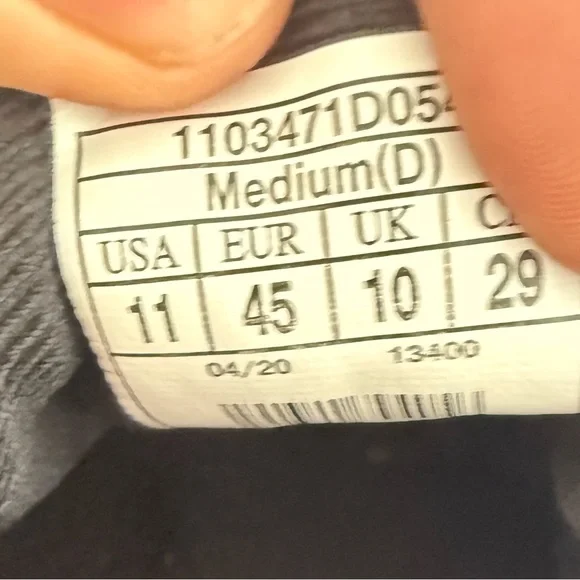 1103471D054
Medium(D)
USA EUR UK C
11 45 10 29
04/20 13400